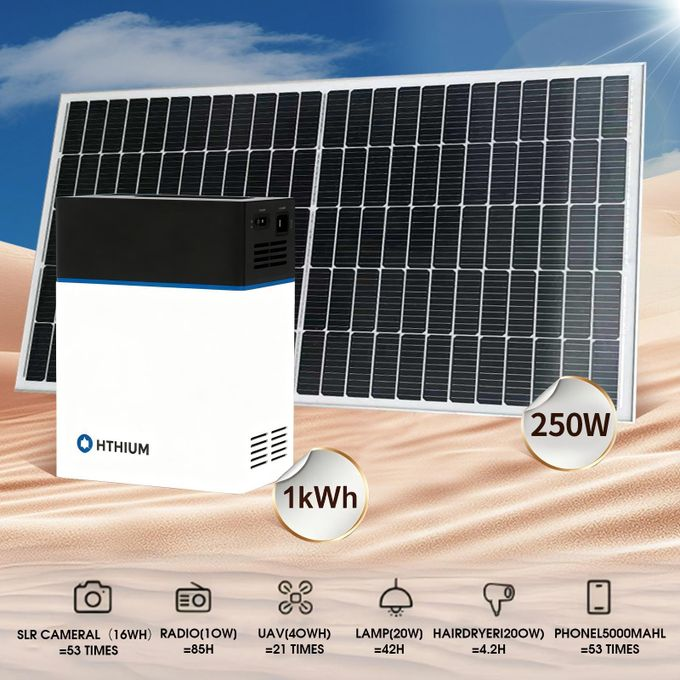 HTHIUM
250W
1kWh
SLR CAMERAL（16WH）
=53 TIMES
RADIO(1OW)
=85H
UAV(4OWH)
=21 TIMES
LAMP(20W)
=42H
HAIRDRYERI20OW)
=4.2H
PHONEL5000MAHL
=53 TIMES